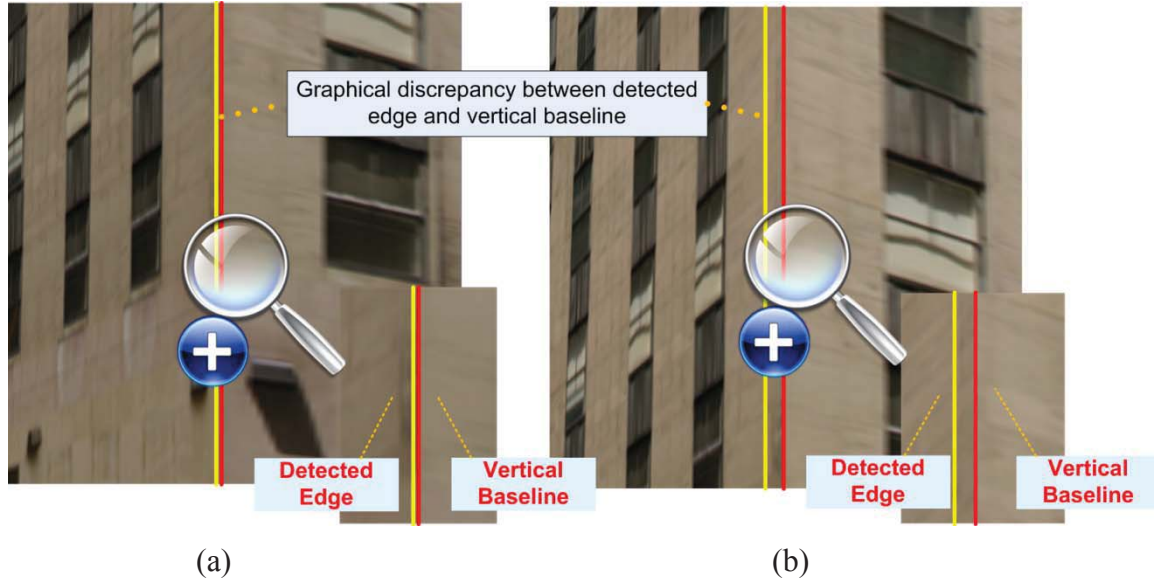 Graphical discrepancy between detected
edge and vertical baseline
Detected
Edge
Vertical
Baseline
Detected
Edge
Vertical
Baseline
(a)
(b)